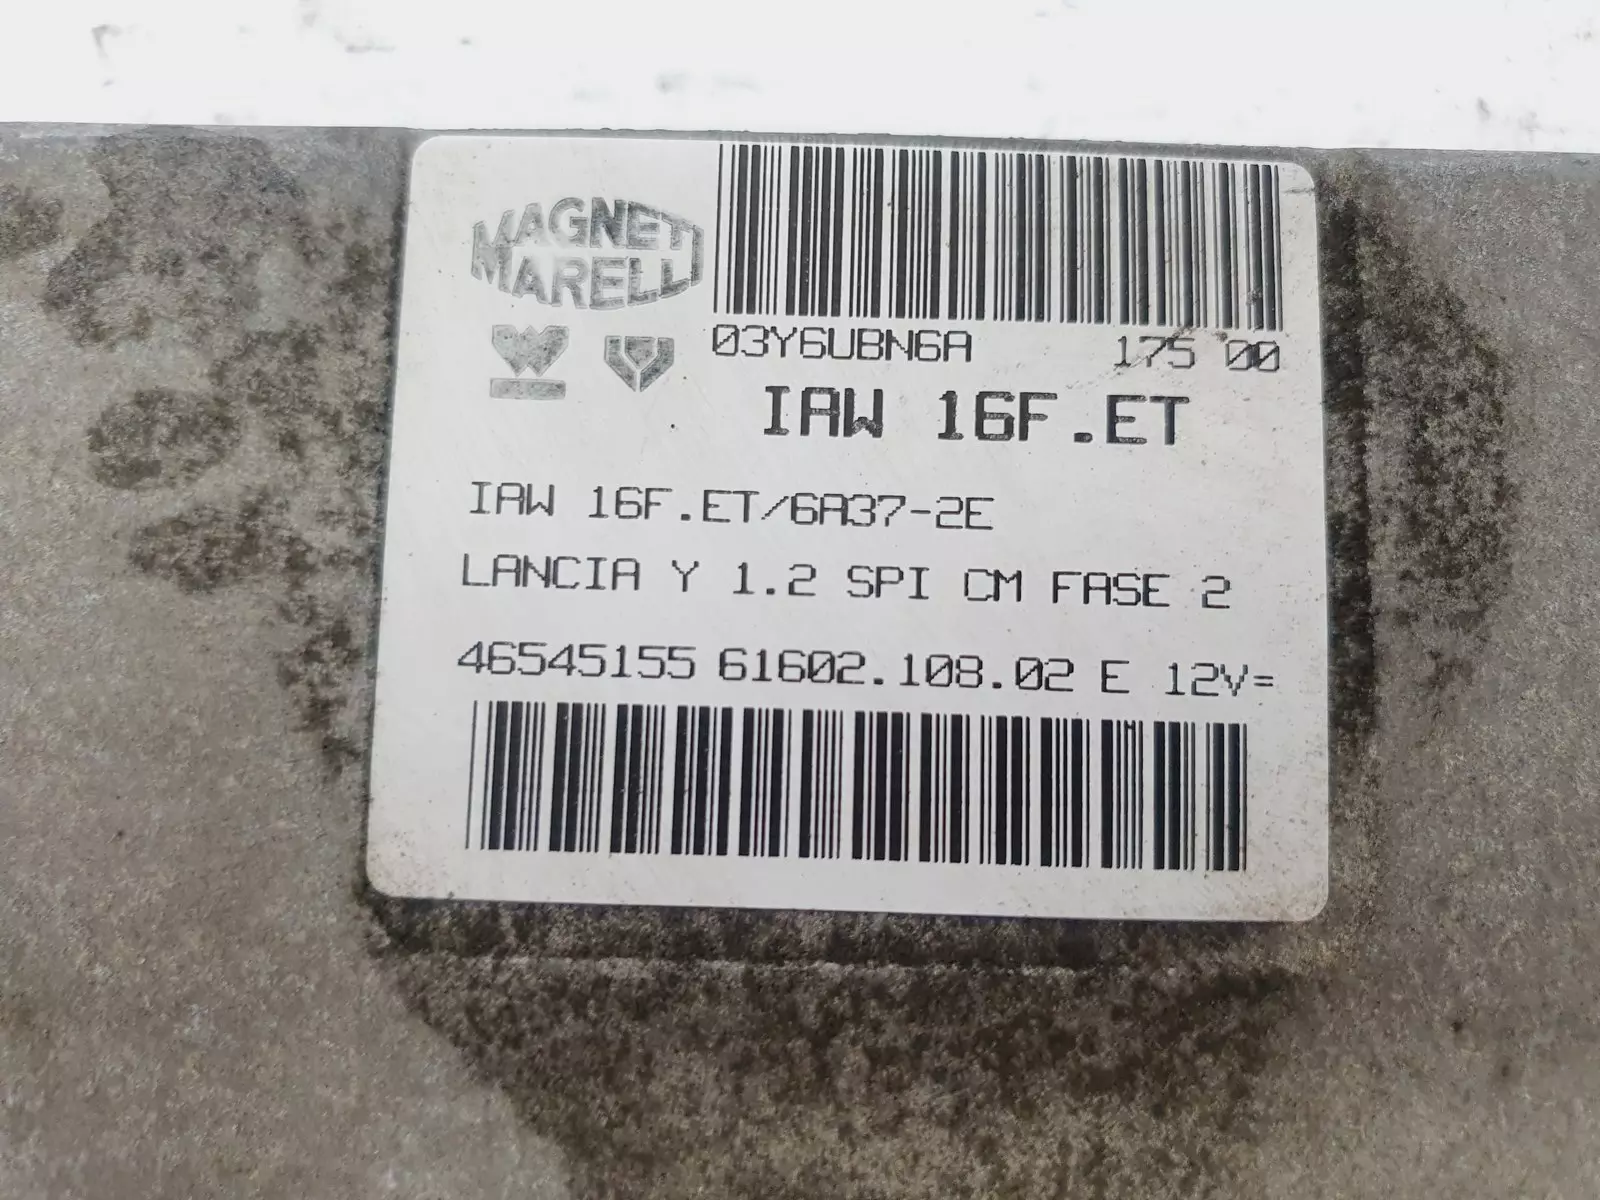 MAGNETI
MARELLI
03Y6UBN6A 175 00
IAW 16F.ET
IAW 16F.ET/6A37-2E
LANCIA Y 1.2 SPI CM FASE 2
46545155 61602.108.02 E 12V=